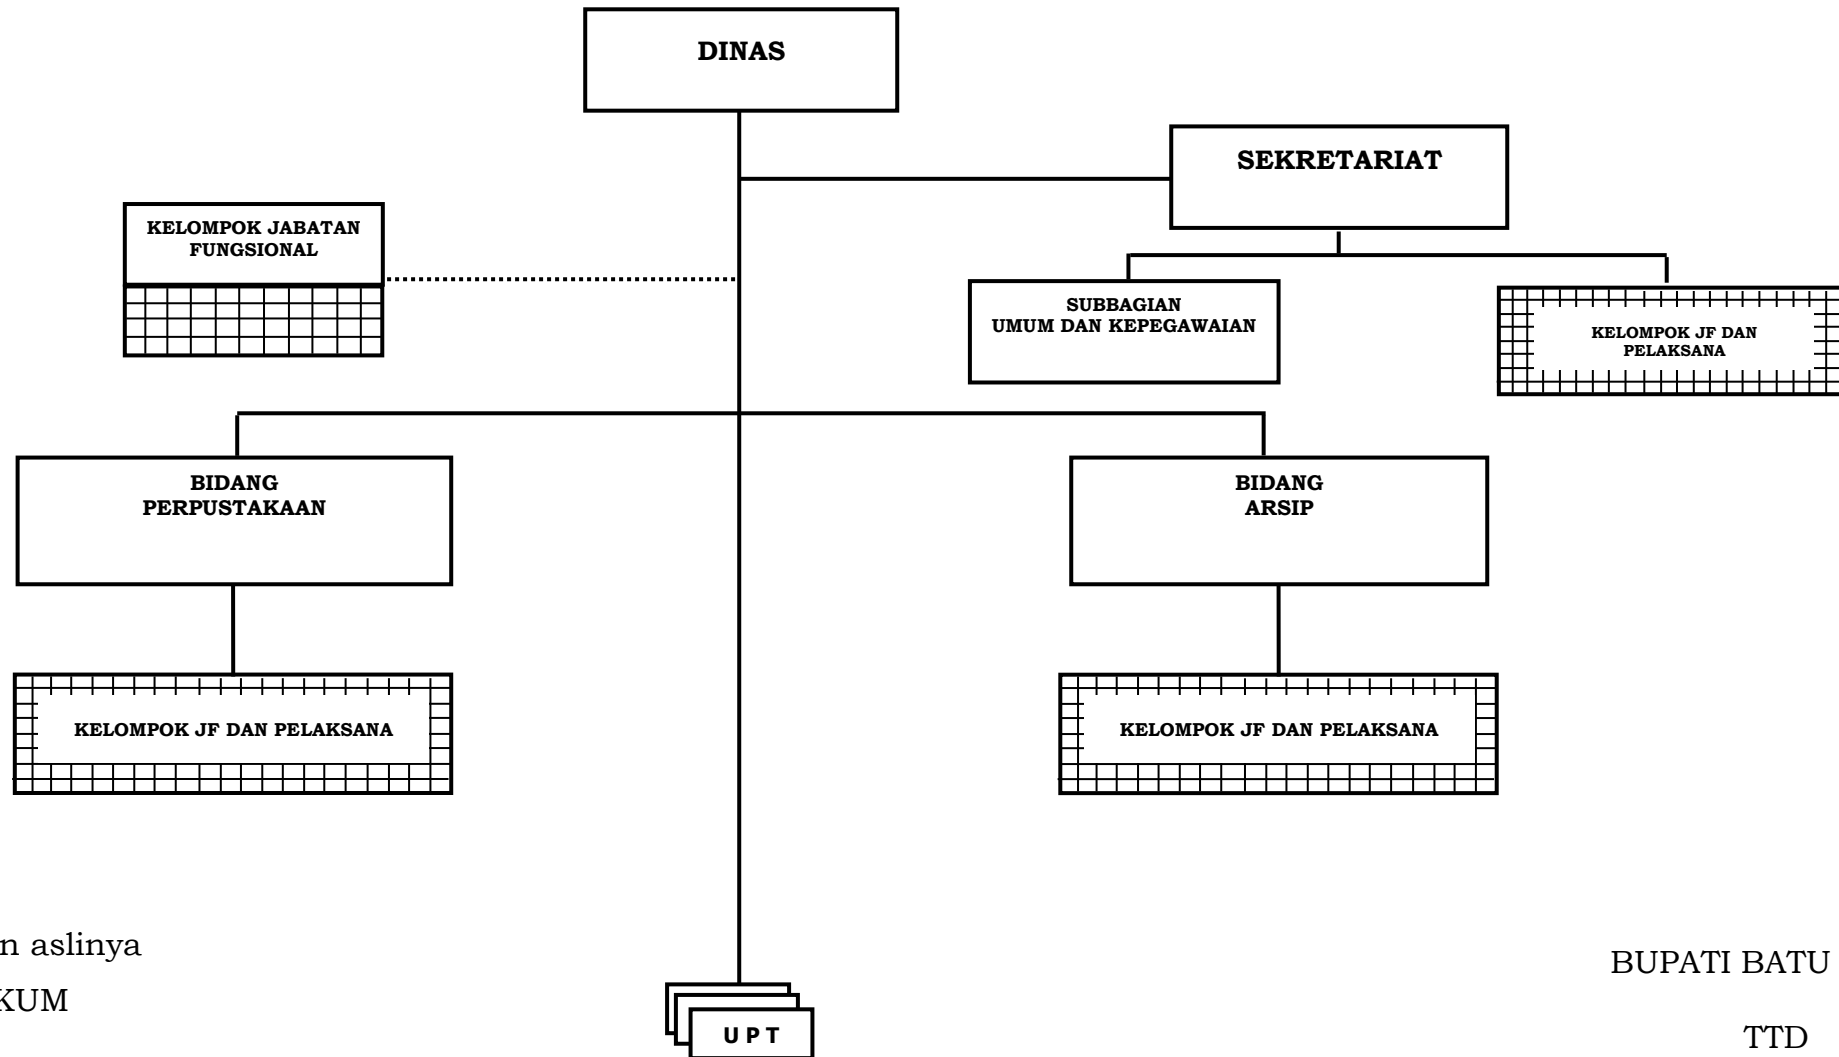 DINAS
SEKRETARIAT
KELOMPOK JABATAN
FUNGSIONAL
SUBBAGIAN
UMUM DAN KEPEGAWAIAN
KELOMPOK JF DAN
PELAKSANA
BIDANG
PERPUSTAKAAN
BIDANG
ARSIP
KELOMPOK JF DAN PELAKSANA
KELOMPOK JF DAN PELAKSANA
n aslinya
KUM
UPT
BUPATI BATU
TTD